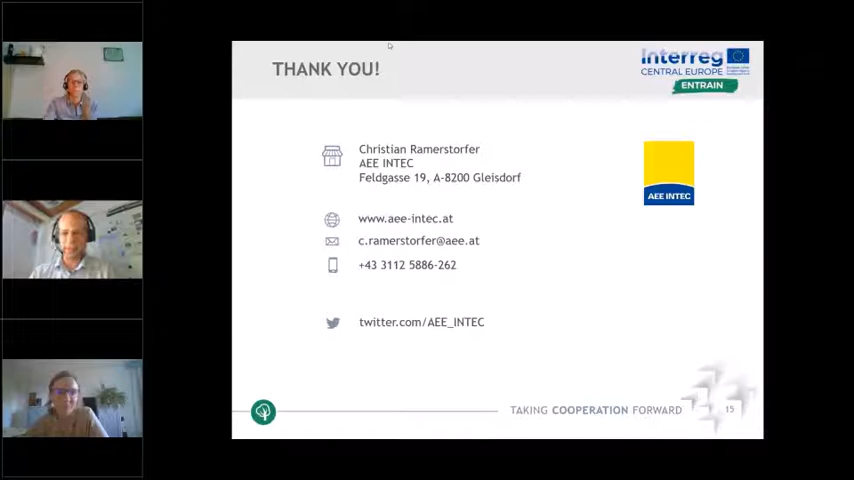 THANK YOU!
Interreg
CENTRAL EUROPE
ENTRAIN
Christian Ramerstorfer
AEE INTEC
Feldgasse 19, A-8200 Gleisdorf
AEE INTEC
www.aee-intec.at
c.ramerstorfer@aee.at
+43 3112 5886-262
twitter.com/AEE_INTEC
TAKING COOPERATION FORWARD
15